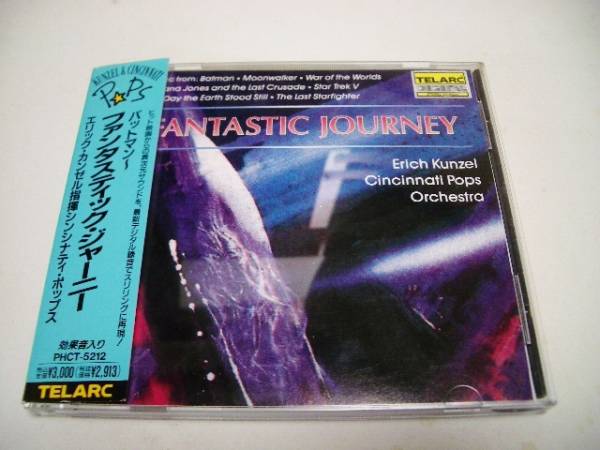 KUNZEL & CINCINNATI
POPS
バットマン〜
ファンタスティック・ジャーニー
エリック・カンゼル指揮シンシナティ・ポップス
効果音入り
PHCT-5212
¥3,000 ¥2,913)
TELARC
from: Batman • Moonwalker • War of the Worlds
Jones and the Last Crusade • Star Trek V
Day the Earth Stood Still • The Last Starfighter
TELARC
FANTASTIC JOURNEY
Erich Kunzel
Cincinnati Pops
Orchestra